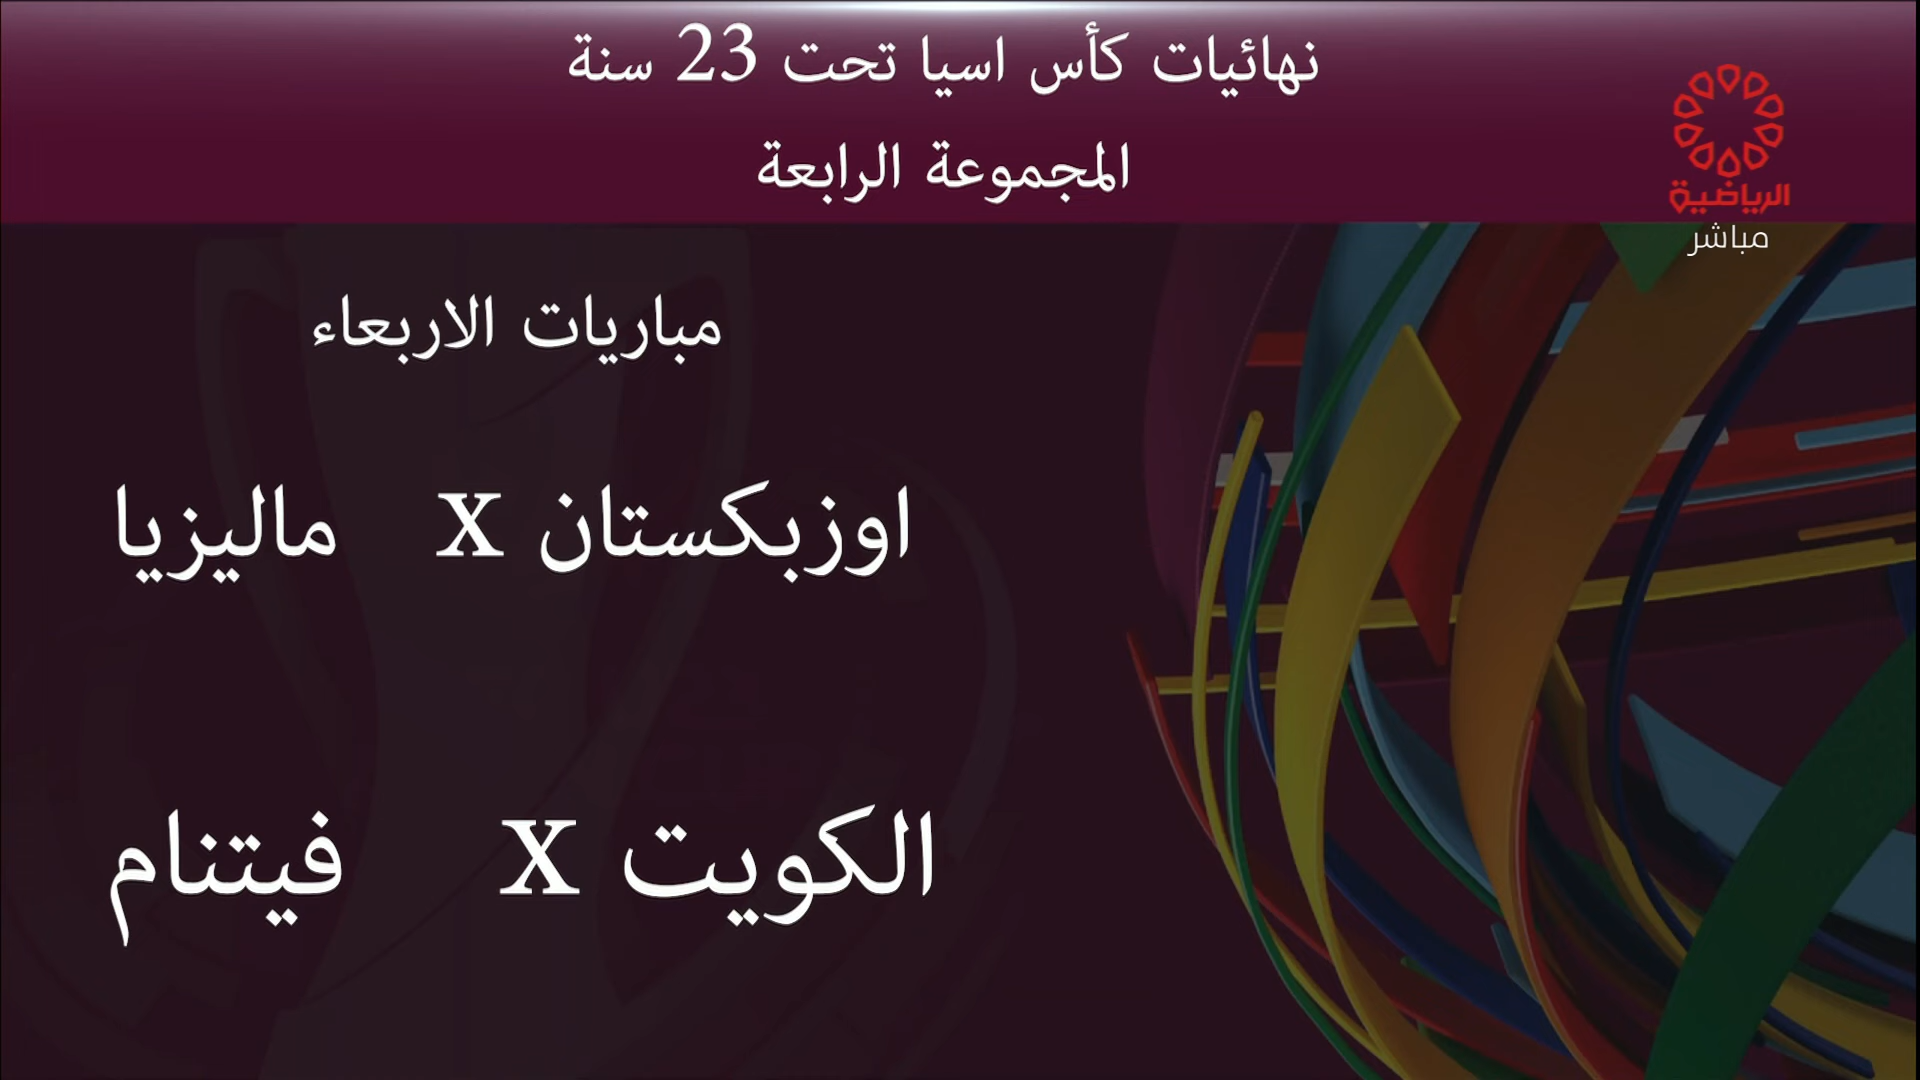 نهائيات كأس اسيا تحت 23 سنة
المجموعة الرابعة
الرياضية
مباشر
مباريات الاربعاء
اوزبكستان X ماليزيا
الكويت X فيتنام